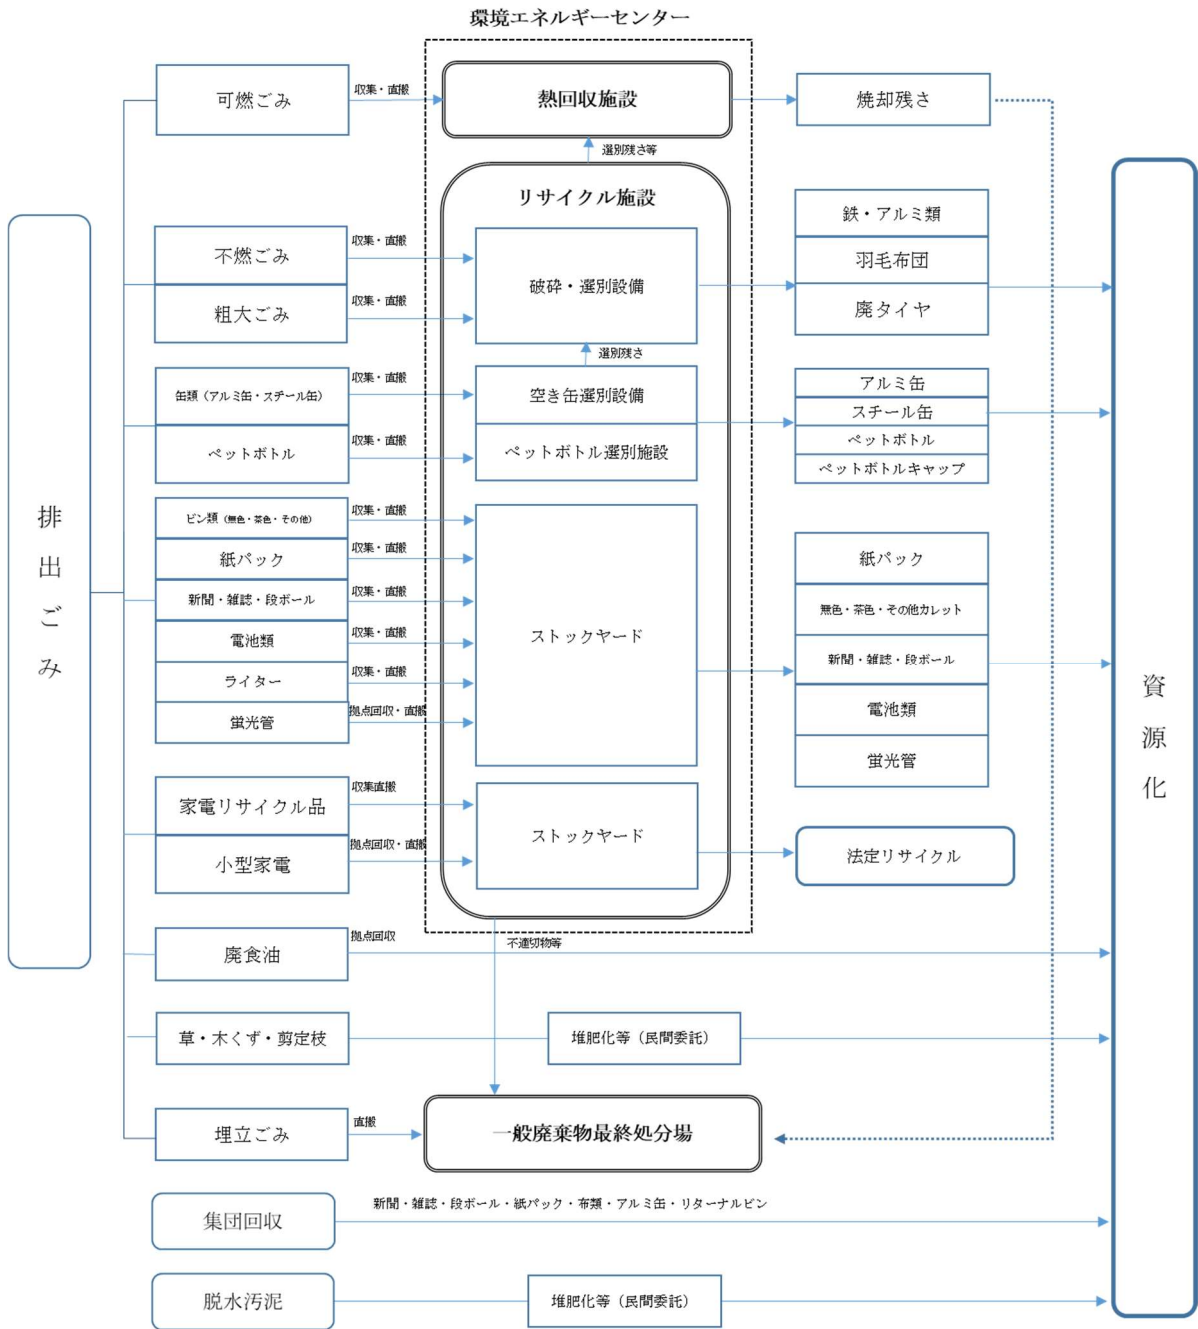 環境エネルギーセンター
可燃ごみ
収集・直搬
熱回収施設
焼却残さ
選別残さ等
リサイクル施設
不燃ごみ
収集・直搬
粗大ごみ
収集・直搬
破砕・選別設備
鉄・アルミ類
羽毛布団
廃タイヤ
選別残さ
缶類（アルミ缶・スチール缶）
収集・直搬
ペットボトル
収集・直搬
空き缶選別設備
ペットボトル選別施設
アルミ缶
スチール缶
ペットボトル
ペットボトルキャップ
排出ごみ
ビン類（無色・茶色・その他）
収集・直搬
紙パック
収集・直搬
新聞・雑誌・段ボール
収集・直搬
電池類
収集・直搬
ライター
収集・直搬
蛍光管
拠点回収・直搬
ストックヤード
紙パック
無色・茶色・その他カレット
新聞・雑誌・段ボール
電池類
蛍光管
資源化
家電リサイクル品
収集直搬
小型家電
拠点回収・直搬
ストックヤード
法定リサイクル
廃食油
拠点回収
不適切物等
草・木くず・剪定枝
堆肥化等（民間委託）
埋立ごみ
直搬
一般廃棄物最終処分場
集団回収
新聞・雑誌・段ボール・紙パック・布類・アルミ缶・リターナルビン
脱水汚泥
堆肥化等（民間委託）